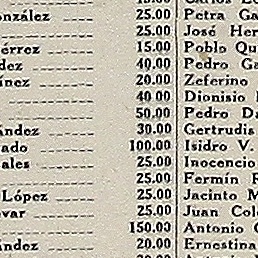 onzález 25.00 Petra Ga
25.00 José Her
érrez 15.00 Poblo Qu
dez 40.00 Pedro Ga
ínez 20.00 Zeferino
40 00 Dionisio
50.00 Pedro Da
ández 30.00 Gertrudis
ado 100.00 Isidro V.
ales 25.00 Inocencio
25.00 Fermín R
López 25.00 Jacinto M
var 25.00 Juan Col
150.03 Antonio
ández 20.00 Ernestina